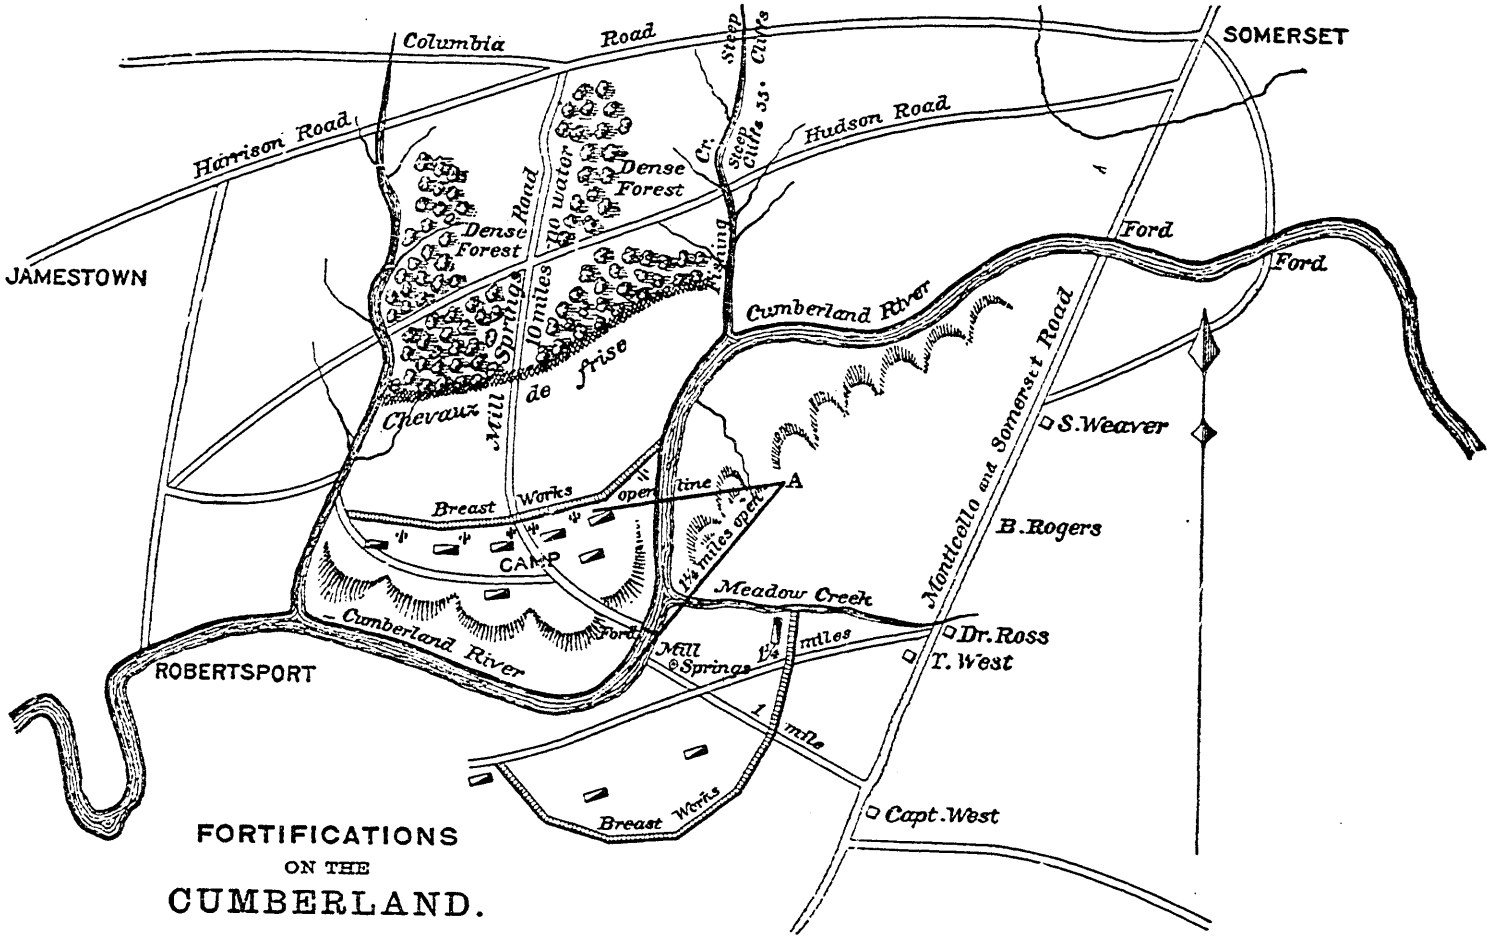 Columbia Road
Steep Cliffs
SOMERSET
Harrison Road
Cr.
Steep Cliffs 35.
Hudson Road
Dense
Forest
Dense
Forest
Mill Springs Road
10 miles no water
Fishing
A
JAMESTOWN
Ford
Ford
Cumberland River
Chevaux de frise
Monticello and Somerset Road
S. Weaver
Breast Works
open line
A
1¼ miles open
B. Rogers
CAMP
Meadow Creek
Cumberland River
Ford
Mill
Springs
1¼ miles
Dr. Ross
T. West
ROBERTSPORT
1 mile
Breast Works
Capt. West
FORTIFICATIONS
ON THE
CUMBERLAND.